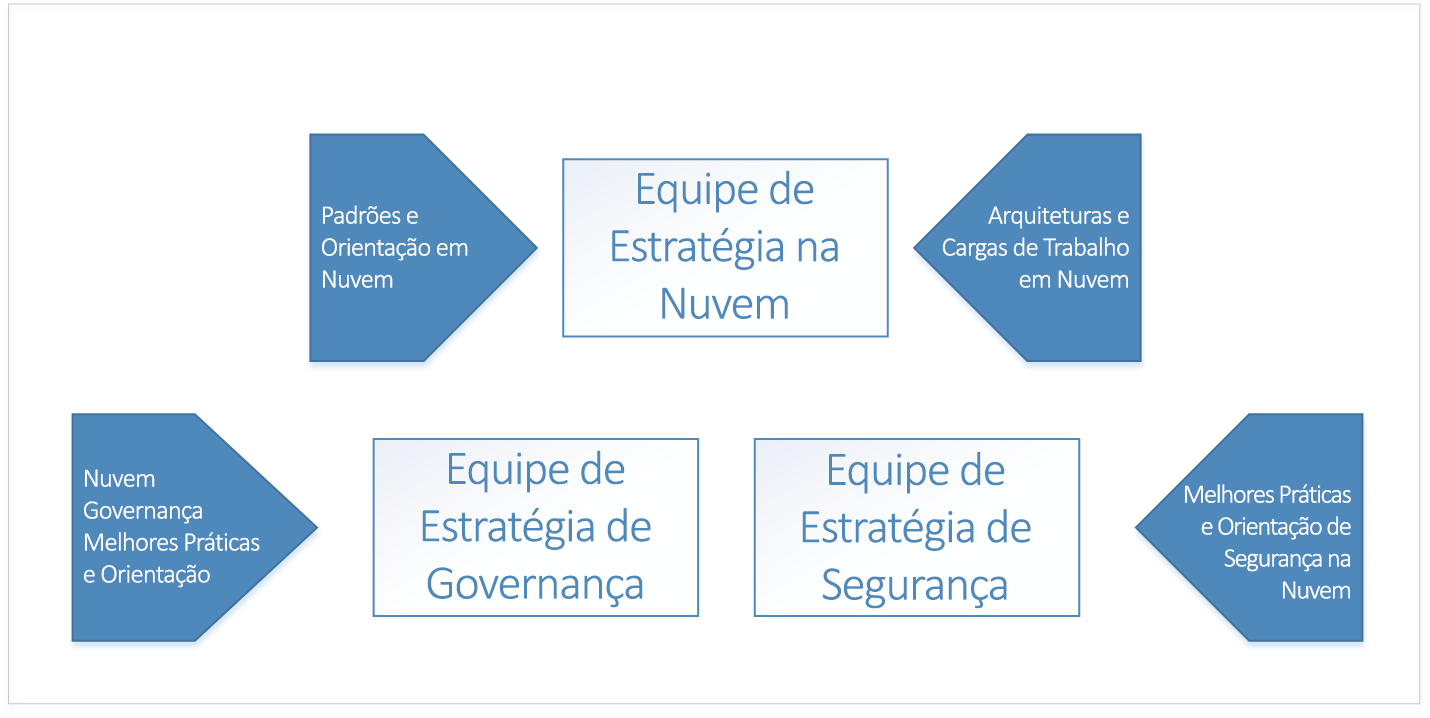 Padrões e
Orientação em
Nuvem
Equipe de
Estratégia na
Nuvem
Arquiteturas e
Cargas de Trabalho
em Nuvem
Nuvem
Governança
Melhores Práticas
e Orientação
Equipe de
Estratégia de
Governança
Equipe de
Estratégia de
Segurança
Melhores Práticas
e Orientação de
Segurança na
Nuvem